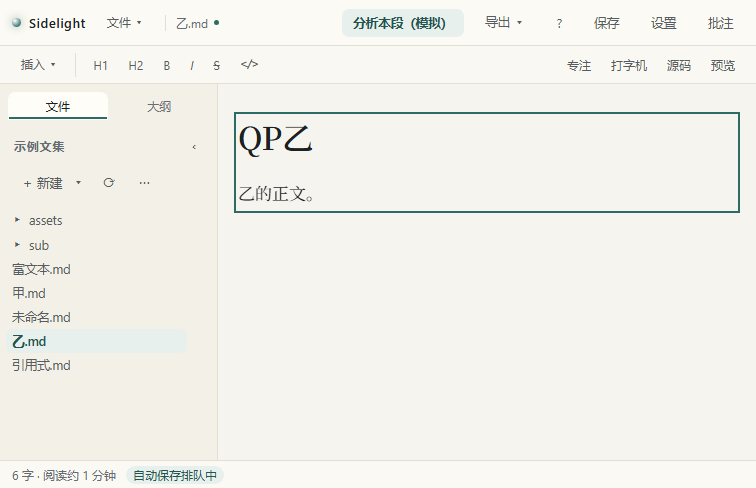 Sidelight 文件 乙.md 分析本段（模拟） 导出 ? 保存 设置 批注
插入 H1 H2 B I S </> 专注 打字机 源码 预览
文件 大纲
示例文集 ‹
+ 新建 ⟳ ···
assets
sub
富文本.md
甲.md
未命名.md
乙.md
引用式.md
QP乙
乙的正文。
6 字 · 阅读约 1 分钟 自动保存排队中